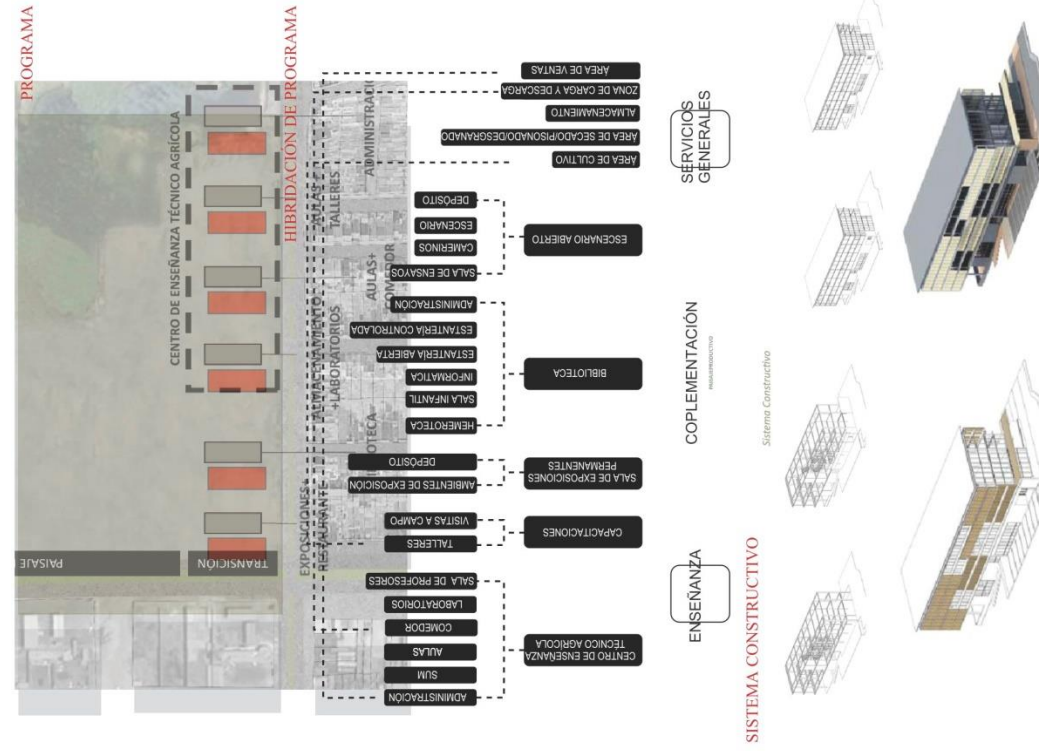 PROGRAMA
CENTRO DE ENSEÑANZA TÉCNICO AGRÍCOLA
PAISAJE
TRANSICIÓN
HIBRIDACIÓN DE PROGRAMA
EXPOSICIONES+
RESTAURANTE
ALMACENAMIENTO
+LABORATORIOS
AULAS+
COMEDOR
AULAS +
TALLERES
ADMINISTRACIÓ
ADMINISTRACIÓN
SUM
AULAS
COMEDOR
LABORATORIOS
SALA DE PROFESORES
TALLERES
VISITAS A CAMPO
AMBIENTES DE EXPOSICIÓN
DEPÓSITO
HEMEROTECA
SALA INFANTIL
INFORMATICA
ESTANTERÍA ABIERTA
ESTANTERÍA CONTROLADA
ADMINISTRACIÓN
SALA DE ENSAYOS
CAMERINOS
ESCENARIO
DEPÓSITO
ÁREA DE CULTIVO
ÁREA DE SECADO/PISONADO/DESGRANADO
ALMACENAMIENTO
ZONA DE CARGA Y DESCARGA
ÁREA DE VENTAS
CENTRO DE ENSEÑANZA
TÉCNICO AGRÍCOLA
CAPACITACIONES
SALA DE EXPOSICIONES
PERMANENTES
BIBLIOTECA
ESCENARIO ABIERTO
ENSEÑANZA
COPLEMENTACIÓN
SERVICIOS
GENERALES
SISTEMA CONSTRUCTIVO
Sistema Constructivo